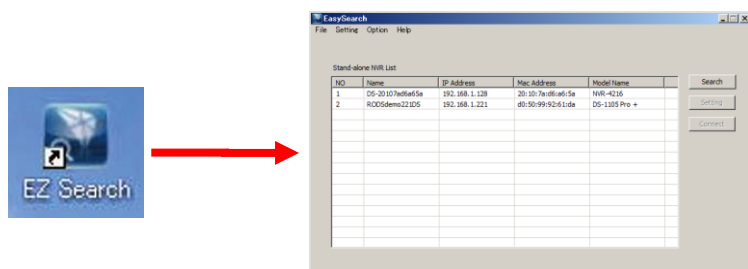 EasySearch
File Setting Option Help
Stand-alone NVR List
NO Name IP Address Mac Address Model Name
1 DS-20107ad6a65a 192.168.1.128 20:10:7a:d6:a6:5a NVR-4216
2 RODSdemo221DS 192.168.1.221 d0:50:99:92:61:da DS-1105 Pro +
Search
Setting
Connect
EZ Search